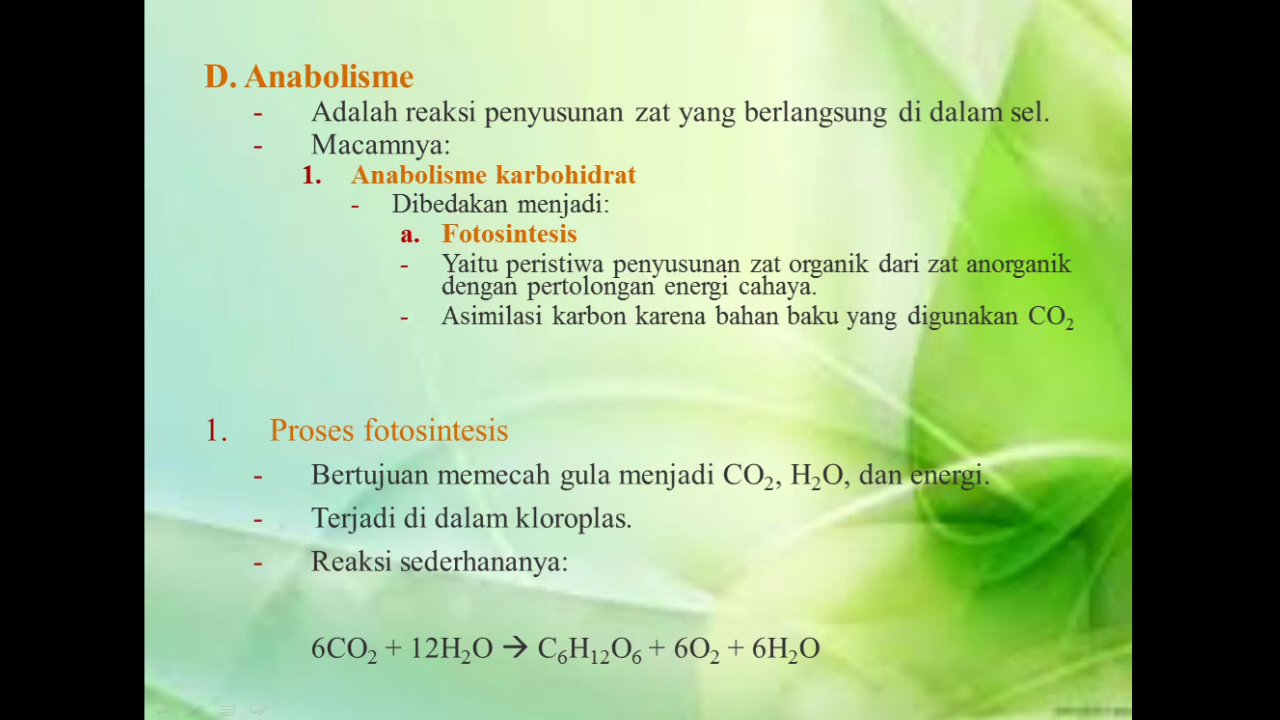 D. Anabolisme
- Adalah reaksi penyusunan zat yang berlangsung di dalam sel.
- Macamnya:
1. Anabolisme karbohidrat
- Dibedakan menjadi:
a. Fotosintesis
- Yaitu peristiwa penyusunan zat organik dari zat anorganik
dengan pertolongan energi cahaya.
- Asimilasi karbon karena bahan baku yang digunakan CO₂
1. Proses fotosintesis
- Bertujuan memecah gula menjadi CO₂, H₂O, dan energi.
- Terjadi di dalam kloroplas.
- Reaksi sederhananya:
6CO₂ + 12H₂O → C₆H₁₂O₆ + 6O₂ + 6H₂O